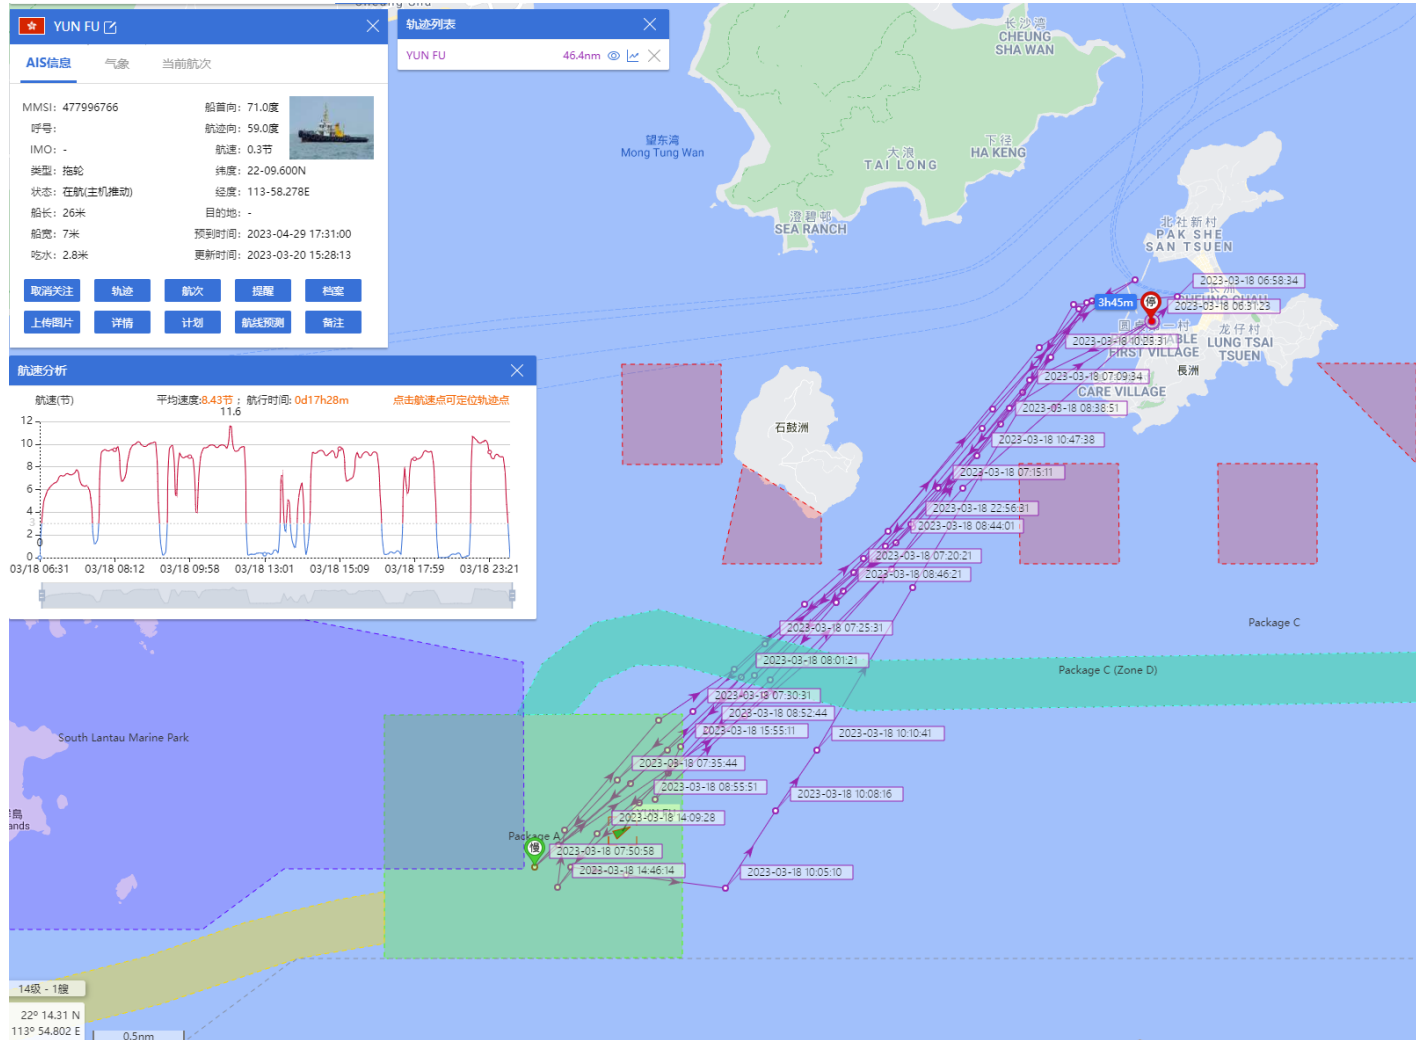 YUN FU
AIS信息
气象
当前航次
MMSI: 477996766
船首向: 71.0度
呼号:
航迹向: 59.0度
IMO: -
航速: 0.3节
类型: 拖轮
纬度: 22-09.600N
状态: 在航(主机推动)
经度: 113-58.278E
船长: 26米
目的地: -
船宽: 7米
预到时间: 2023-04-29 17:31:00
吃水: 2.8米
更新时间: 2023-03-20 15:28:13
取消关注
轨迹
航次
提醒
档案
上传图片
详情
计划
航线预测
备注
轨迹列表
YUN FU
46.4nm
航速分析
航速(节)
平均速度:8.43节 ; 航行时间: 0d17h28m
点击航速点可定位轨迹点
11.6
12
10
8
6
4
3
2
0
0
03/18 06:31
03/18 08:12
03/18 09:58
03/18 13:01
03/18 15:09
03/18 17:59
03/18 23:21
长沙湾
CHEUNG
SHA WAN
望东湾
Mong Tung Wan
大浪
TAI LONG
下径
HA KENG
澄碧邨
SEA RANCH
北社新村
PAK SHE
SAN TSUEN
2023-03-18 06:58:34
3h45m
停
CHEUNG CHAU
2023-03-18 06:31:23
2023-03-18 10:25:31
FIRST VILLAGE
龙仔村
LUNG TSAI
TSUEN
長洲
2023-03-18 07:09:34
CARE VILLAGE
2023-03-18 08:38:51
石鼓洲
2023-03-18 10:47:38
2023-03-18 07:15:11
2023-03-18 22:56:31
2023-03-18 08:44:01
2023-03-18 07:20:21
2023-03-18 08:46:21
2023-03-18 07:25:31
Package C
2023-03-18 08:01:21
Package C (Zone D)
2023-03-18 07:30:31
2023-03-18 08:52:44
2023-03-18 15:55:11
2023-03-18 10:10:41
South Lantau Marine Park
2023-03-18 07:35:44
2023-03-18 08:55:51
2023-03-18 10:08:16
YUN FU
2023-03-18 14:09:28
Package A
慢
2023-03-18 07:50:58
2023-03-18 14:46:14
2023-03-18 10:05:10
ands
14级 - 1艘
22º 14.31 N
113º 54.802 E
0.5nm